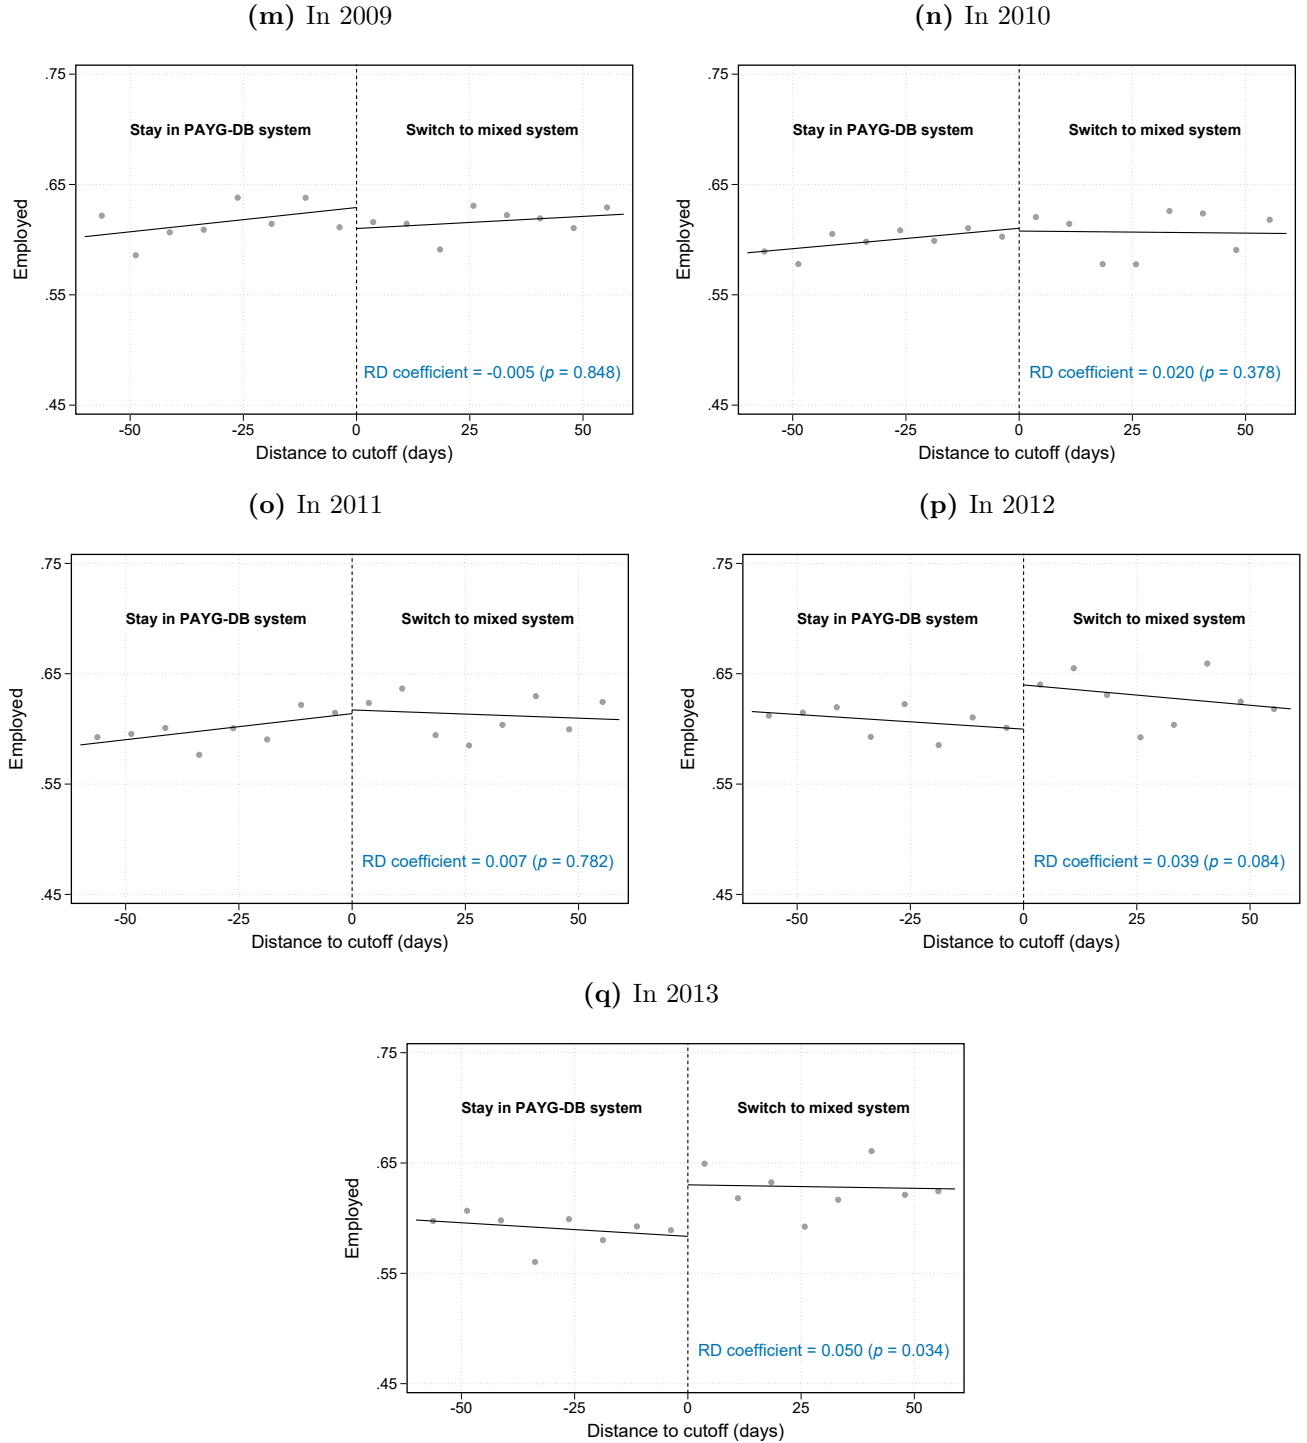 (m) In 2009
.75
.65
.55
.45
Employed
Stay in PAYG-DB system
Switch to mixed system
RD coefficient = -0.005 (p = 0.848)
-50 -25 0 25 50
Distance to cutoff (days)
(n) In 2010
.75
.65
.55
.45
Employed
Stay in PAYG-DB system
Switch to mixed system
RD coefficient = 0.020 (p = 0.378)
-50 -25 0 25 50
Distance to cutoff (days)
(o) In 2011
.75
.65
.55
.45
Employed
Stay in PAYG-DB system
Switch to mixed system
RD coefficient = 0.007 (p = 0.782)
-50 -25 0 25 50
Distance to cutoff (days)
(p) In 2012
.75
.65
.55
.45
Employed
Stay in PAYG-DB system
Switch to mixed system
RD coefficient = 0.039 (p = 0.084)
-50 -25 0 25 50
Distance to cutoff (days)
(q) In 2013
.75
.65
.55
.45
Employed
Stay in PAYG-DB system
Switch to mixed system
RD coefficient = 0.050 (p = 0.034)
-50 -25 0 25 50
Distance to cutoff (days)